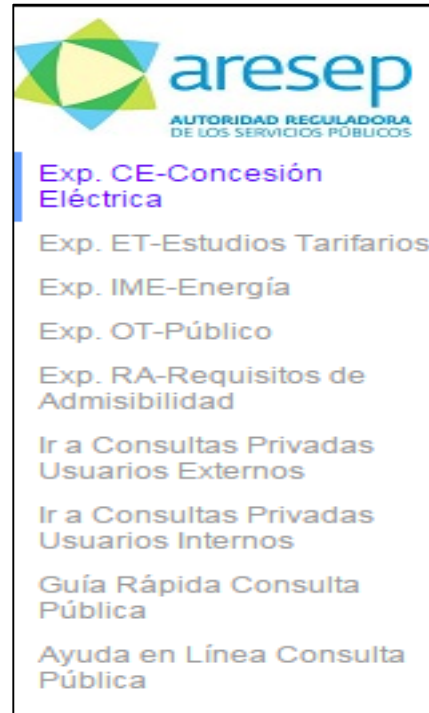 aresep
AUTORIDAD REGULADORA
DE LOS SERVICIOS PÚBLICOS
Exp. CE-Concesión
Eléctrica
Exp. ET-Estudios Tarifarios
Exp. IME-Energía
Exp. OT-Público
Exp. RA-Requisitos de
Admisibilidad
Ir a Consultas Privadas
Usuarios Externos
Ir a Consultas Privadas
Usuarios Internos
Guía Rápida Consulta
Pública
Ayuda en Línea Consulta
Pública